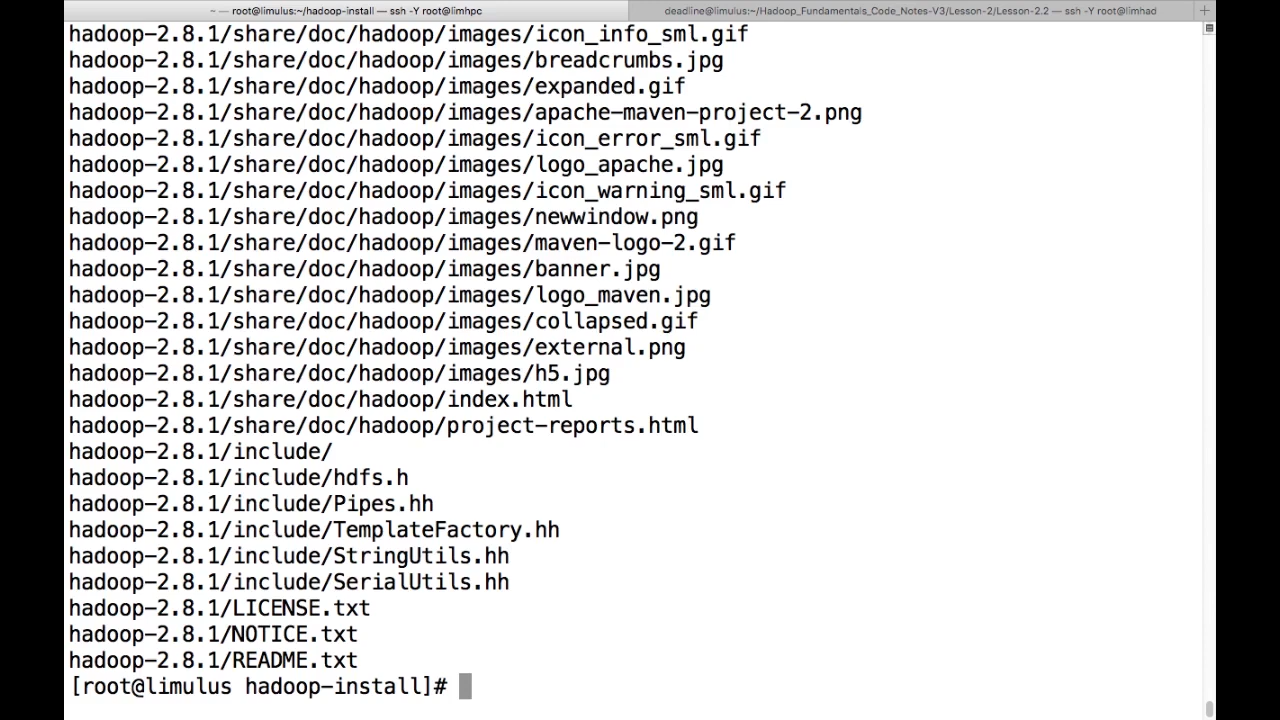 ~ — root@limulus:~/hadoop-install — ssh -Y root@limhpc
deadline@limulus:~/Hadoop_Fundamentals_Code_Notes-V3/Lesson-2/Lesson-2.2 — ssh -Y root@limhad
hadoop-2.8.1/share/doc/hadoop/images/icon_info_sml.gif
hadoop-2.8.1/share/doc/hadoop/images/breadcrumbs.jpg
hadoop-2.8.1/share/doc/hadoop/images/expanded.gif
hadoop-2.8.1/share/doc/hadoop/images/apache-maven-project-2.png
hadoop-2.8.1/share/doc/hadoop/images/icon_error_sml.gif
hadoop-2.8.1/share/doc/hadoop/images/logo_apache.jpg
hadoop-2.8.1/share/doc/hadoop/images/icon_warning_sml.gif
hadoop-2.8.1/share/doc/hadoop/images/newwindow.png
hadoop-2.8.1/share/doc/hadoop/images/maven-logo-2.gif
hadoop-2.8.1/share/doc/hadoop/images/banner.jpg
hadoop-2.8.1/share/doc/hadoop/images/logo_maven.jpg
hadoop-2.8.1/share/doc/hadoop/images/collapsed.gif
hadoop-2.8.1/share/doc/hadoop/images/external.png
hadoop-2.8.1/share/doc/hadoop/images/h5.jpg
hadoop-2.8.1/share/doc/hadoop/index.html
hadoop-2.8.1/share/doc/hadoop/project-reports.html
hadoop-2.8.1/include/
hadoop-2.8.1/include/hdfs.h
hadoop-2.8.1/include/Pipes.hh
hadoop-2.8.1/include/TemplateFactory.hh
hadoop-2.8.1/include/StringUtils.hh
hadoop-2.8.1/include/SerialUtils.hh
hadoop-2.8.1/LICENSE.txt
hadoop-2.8.1/NOTICE.txt
hadoop-2.8.1/README.txt
[root@limulus hadoop-install]#